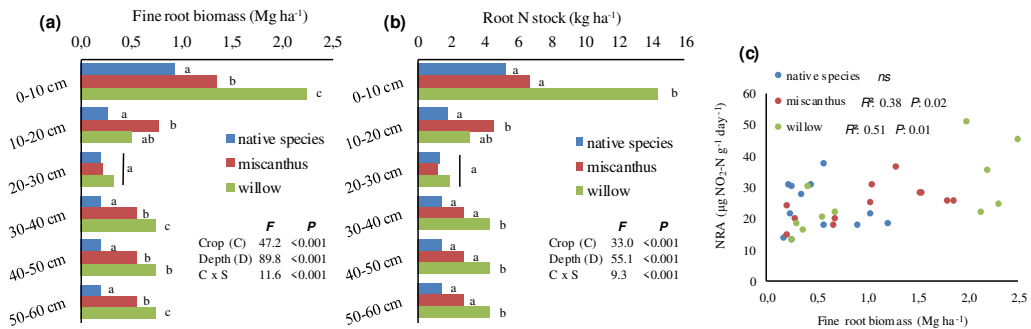 (a) Fine root biomass (Mg ha⁻¹)
0,0 0,5 1,0 1,5 2,0 2,5
0-10 cm
a
b
c
10-20 cm
a
b
ab
20-30 cm
a
30-40 cm
a
b
c
40-50 cm
a
b
b
50-60 cm
a
b
c
native species
miscanthus
willow
F P
Crop (C) 47.2 <0.001
Depth (D) 89.8 <0.001
C x S 11.6 <0.001
(b) Root N stock (kg ha⁻¹)
0 2 4 6 8 10 12 14 16
0-10 cm
a
a
b
10-20 cm
a
b
ab
20-30 cm
a
30-40 cm
a
a
b
40-50 cm
a
a
b
50-60 cm
a
a
b
native species
miscanthus
willow
F P
Crop (C) 33.0 <0.001
Depth (D) 55.1 <0.001
C x S 9.3 <0.001
(c)
native species ns
miscanthus R²: 0.38 P: 0.02
willow R²: 0.51 P: 0.01
NRA (µg NO₂-N g⁻¹ day⁻¹)
60
50
40
30
20
10
0
0,0 0,5 1,0 1,5 2,0 2,5
Fine root biomass (Mg ha⁻¹)